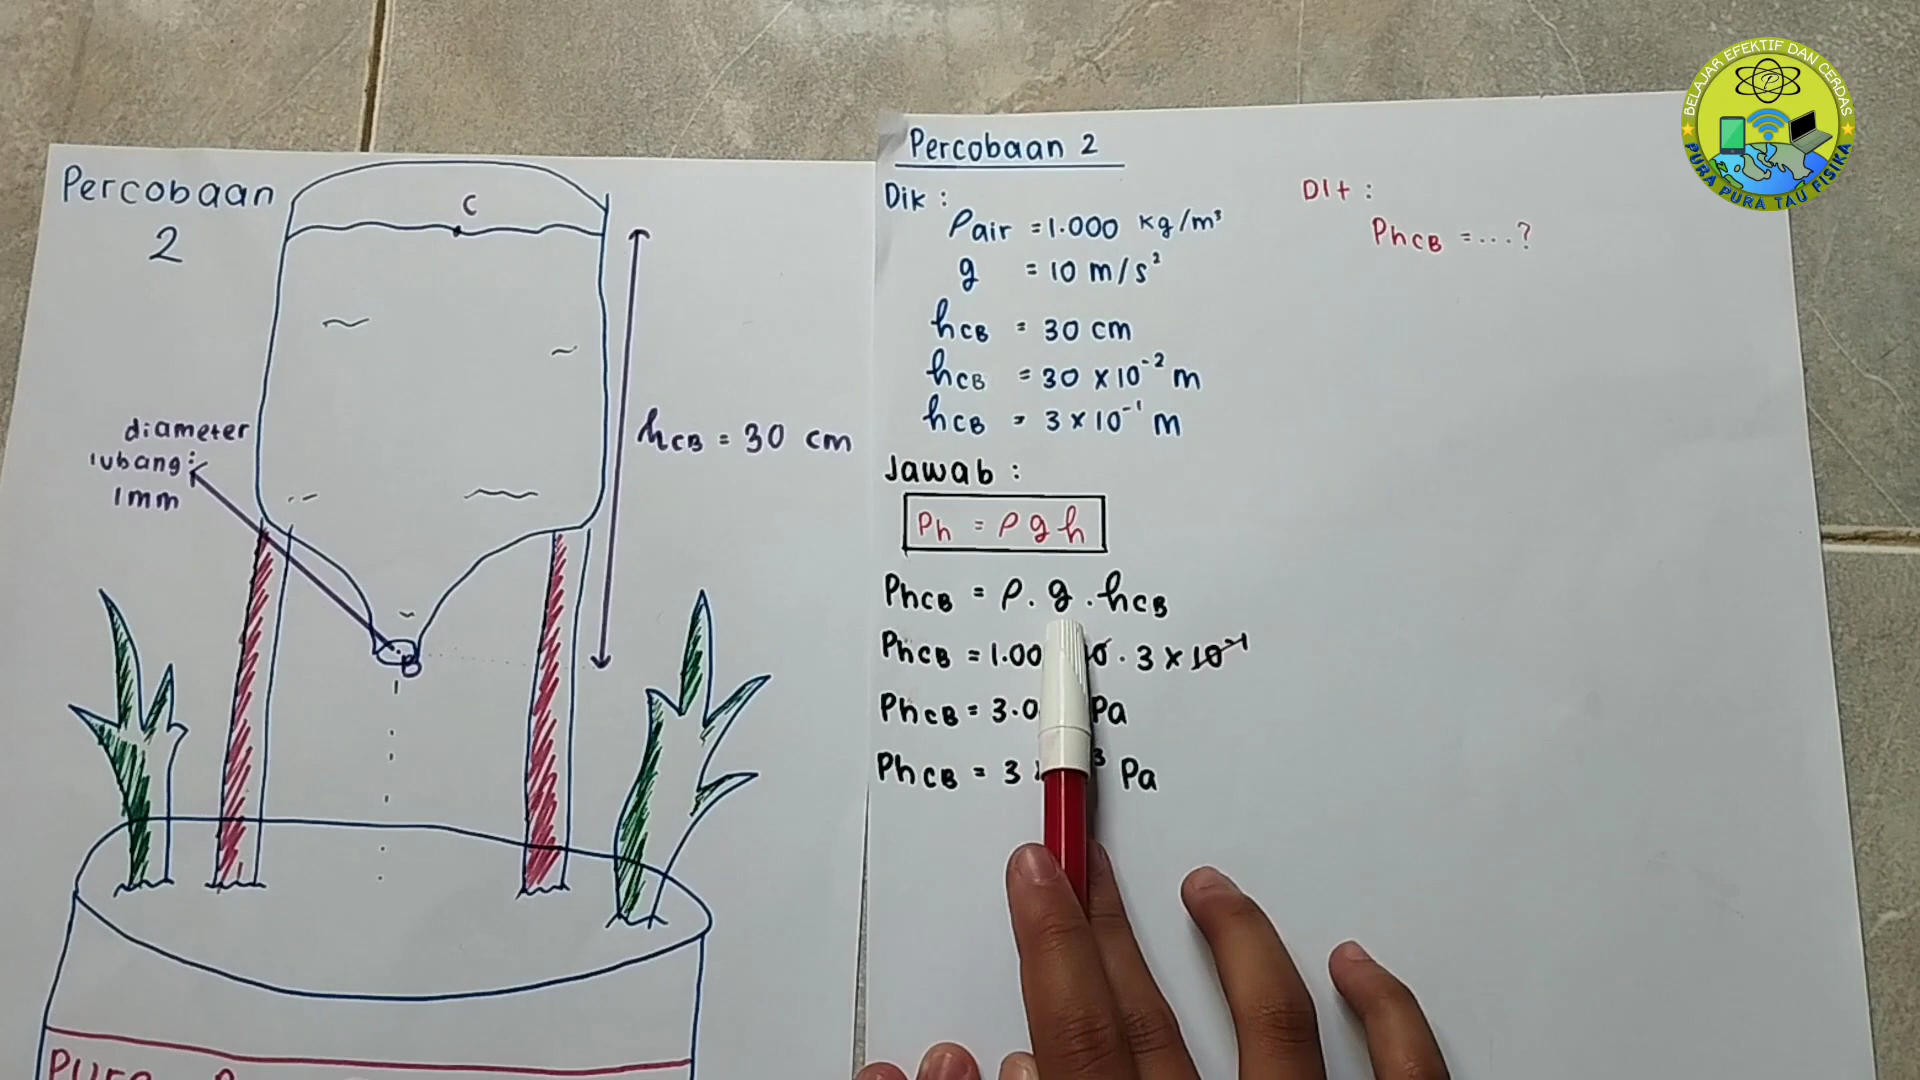 Percobaan
2
C
diameter
lubang:
1mm
hCB = 30 cm
B
Percobaan 2
Dik :
ρair = 1.000 kg/m³
g = 10 m/s²
hCB = 30 cm
hCB = 30 × 10⁻² m
hCB = 3 × 10⁻¹ m
Dit :
PhCB = ...?
Jawab :
Ph = ρ g h
PhCB = ρ . g . hCB
PhCB = 1.00 . 3 × 10⁻¹
PhCB = 3.0 Pa
PhCB = 3 ³ Pa
BELAJAR EFEKTIF DAN CERDAS
PURA PURA TAU FISIKA